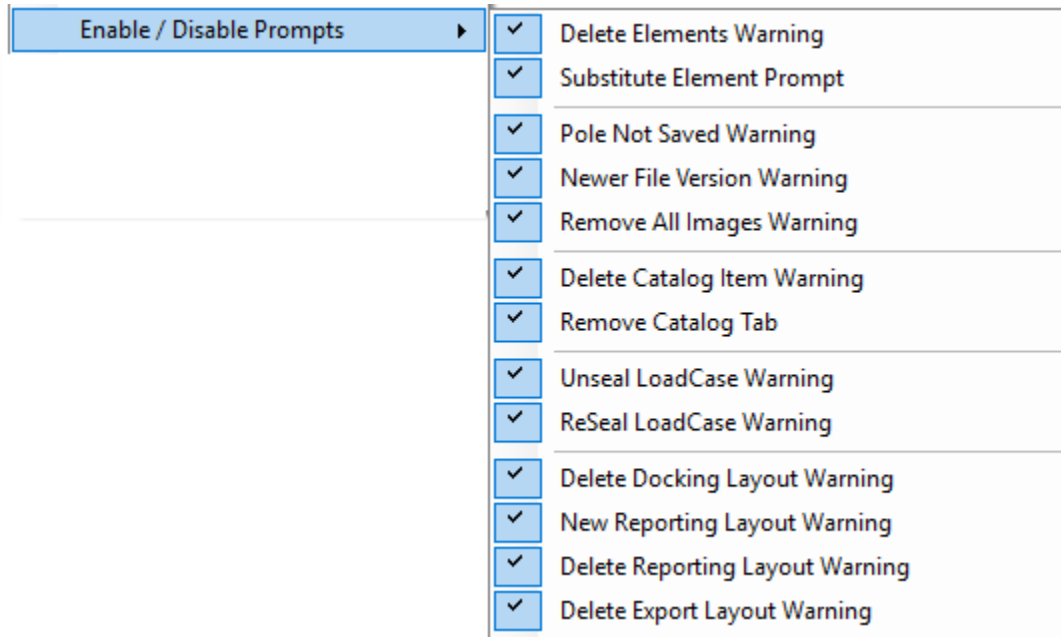 Enable / Disable Prompts
Delete Elements Warning
Substitute Element Prompt
Pole Not Saved Warning
Newer File Version Warning
Remove All Images Warning
Delete Catalog Item Warning
Remove Catalog Tab
Unseal LoadCase Warning
ReSeal LoadCase Warning
Delete Docking Layout Warning
New Reporting Layout Warning
Delete Reporting Layout Warning
Delete Export Layout Warning